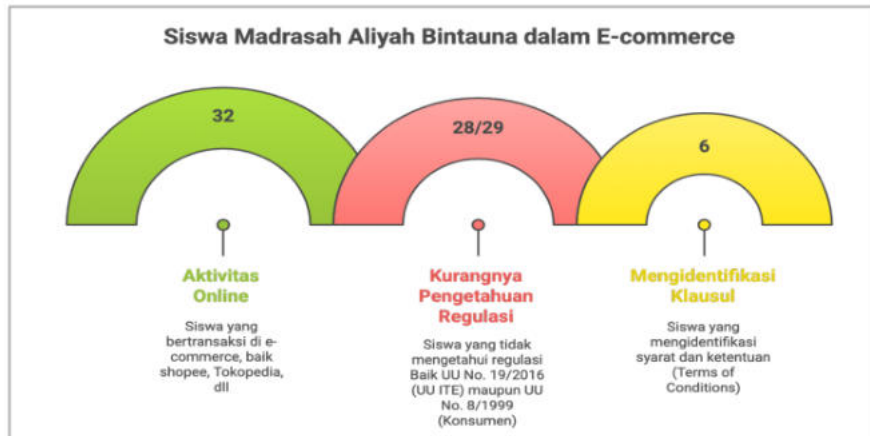 Siswa Madrasah Aliyah Bintauna dalam E-commerce
32
28/29
6
Aktivitas
Online
Siswa yang
bertransaksi di e-
commerce, baik
shopee, Tokopedia,
dll
Kurangnya
Pengetahuan
Regulasi
Siswa yang tidak
mengetahui regulasi
Baik UU No. 19/2016
(UU ITE) maupun UU
No. 8/1999
(Konsumen)
Mengidentifikasi
Klausul
Siswa yang
mengidentifikasi
syarat dan ketentuan
(Terms of
Conditions)